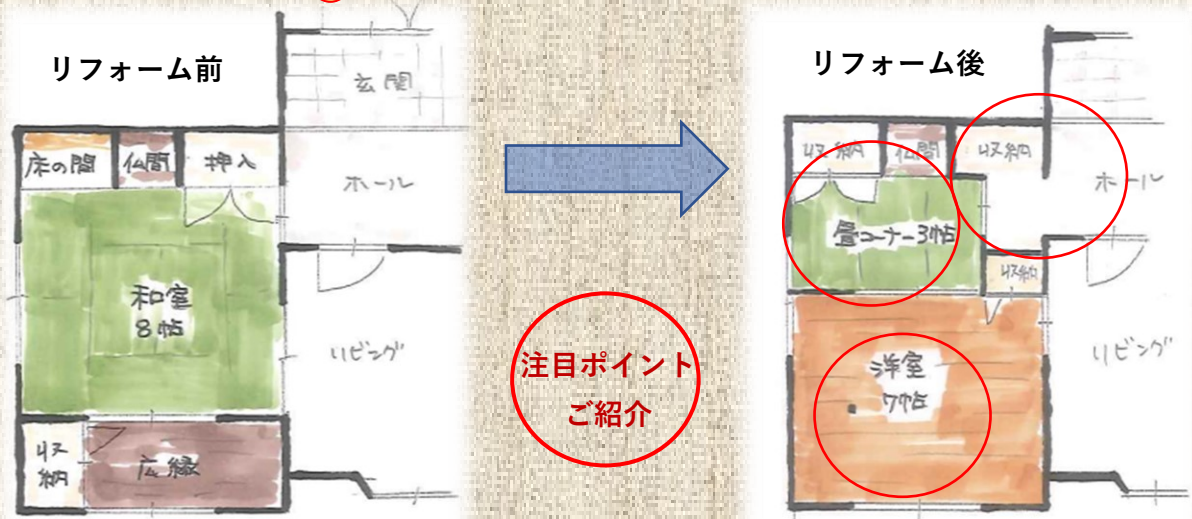 リフォーム前
玄関
床の間
仏間
押入
ホール
和室
8帖
リビング
収
納
広縁
注目ポイント
ご紹介
リフォーム後
収納
仏間
収納
ホール
畳コーナー3帖
収納
洋室
7帖
リビング